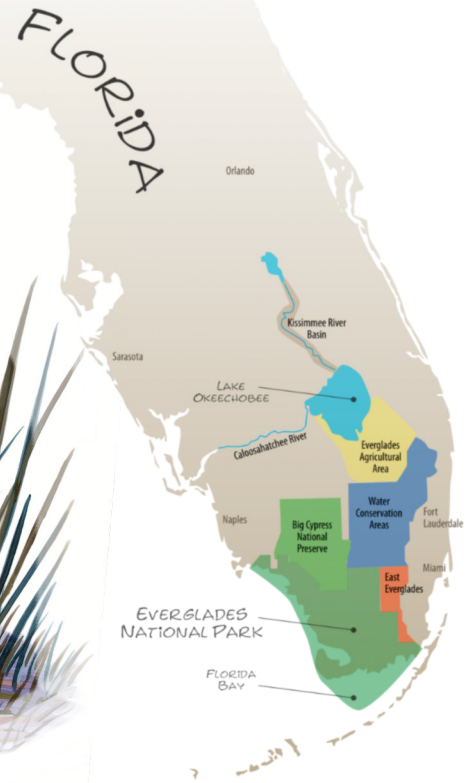 FLORiDA
Orlando
Kissimmee River
Basin
Sarasota
LAKE
OKEECHOBEE
Caloosahatchee River
Everglades
Agricultural
Area
Water
Conservation
Areas
Fort
Lauderdale
Naples
Big Cypress
National
Preserve
Miami
East
Everglades
EVERGLADES
NATIONAL PARK
FLORIDA
BAY